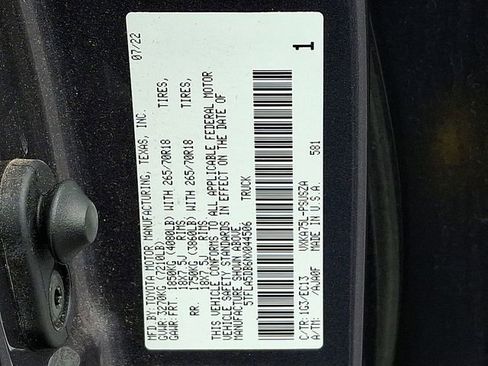 MFD.BY:TOYOTA MOTOR MANUFACTURING, TEXAS, INC. 07/22
GVWR:3270KG (7210LB)
GAWR:FRT. 1850KG (4080LB) WITH 265/70R18 TIRES,
18X7.5J RIMS
RR. 1750KG (3860LB) WITH 265/70R18 TIRES,
18X7.5J RIMS
THIS VEHICLE CONFORMS TO ALL APPLICABLE FEDERAL MOTOR
VEHICLE SAFETY STANDARDS IN EFFECT ON THE DATE OF
MANUFACTURE SHOWN ABOVE.
5TFLA5DB6NX044506 TRUCK
C/TR:1G3/EC13 VXKA75L-PSUSZA
A/TM: /AJ30F MADE IN U.S.A. 581
1